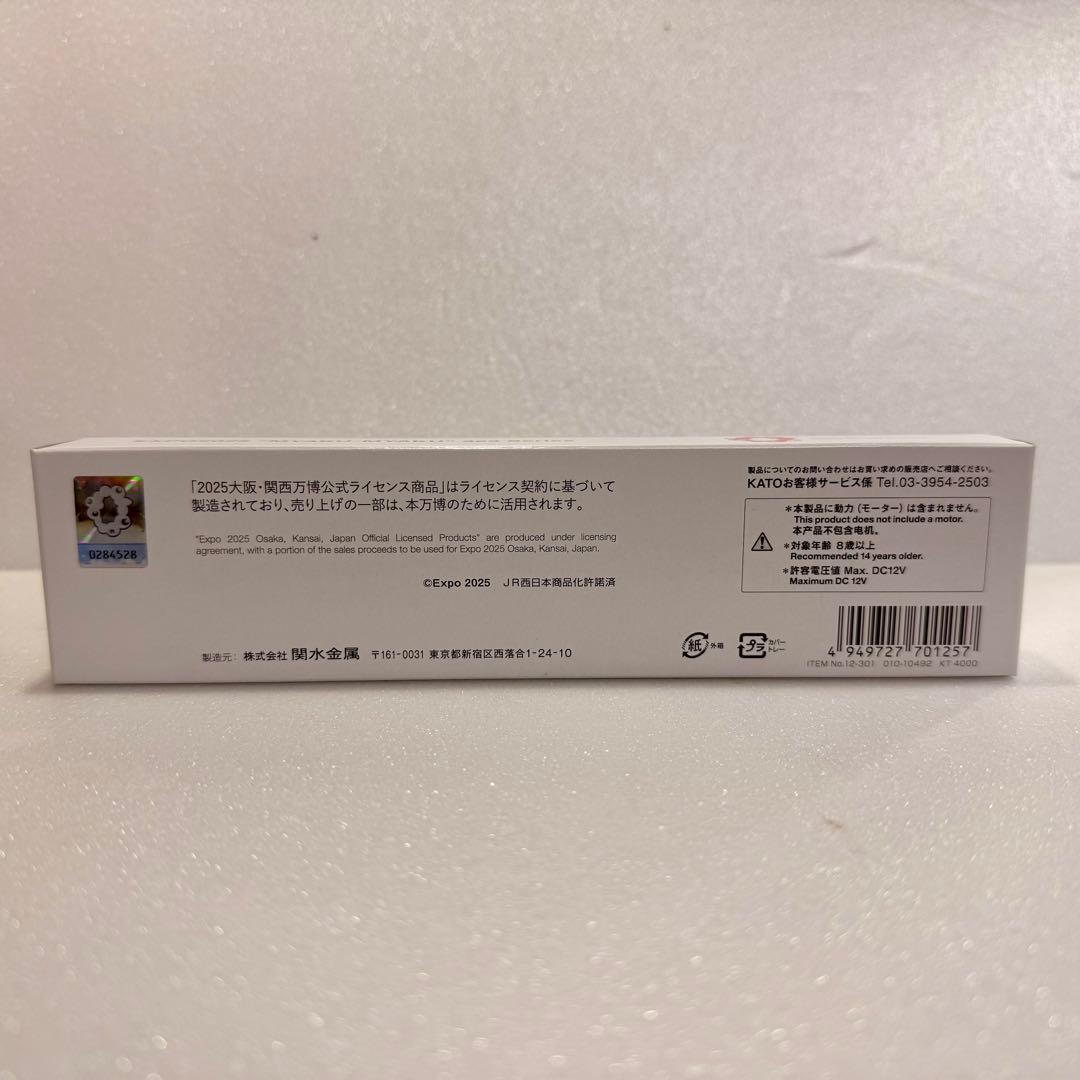 0284528
「2025大阪・関西万博公式ライセンス商品」はライセンス契約に基づいて
製造されており、売り上げの一部は、本万博のために活用されます。
"Expo 2025 Osaka, Kansai, Japan Official Licensed Products" are produced under licensing
agreement, with a portion of the sales proceeds to be used for Expo 2025 Osaka, Kansai, Japan.
©Expo 2025 JR西日本商品化許諾済
製造元: 株式会社 関水金属 〒161-0031 東京都新宿区西落合1-24-10
製品についてのお問い合わせはお買い求めの販売店へご相談ください。
KATOお客様サービス係 Tel.03-3954-2503
*本製品に動力(モーター)は含まれません。
This product does not include a motor.
本产品不包含电机。
*対象年齢 8歳以上
Recommended 14 years older.
*許容電圧値 Max. DC12V
Maximum DC 12V
紙 外箱
プラ カバー
トレー
4 949727 701257
ITEM No.12-301 010-10492 KT 4000